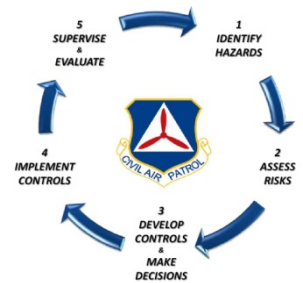 1
IDENTIFY
HAZARDS
2
ASSESS
RISKS
3
DEVELOP
CONTROLS
&
MAKE
DECISIONS
4
IMPLEMENT
CONTROLS
5
SUPERVISE
&
EVALUATE
CIVIL AIR PATROL